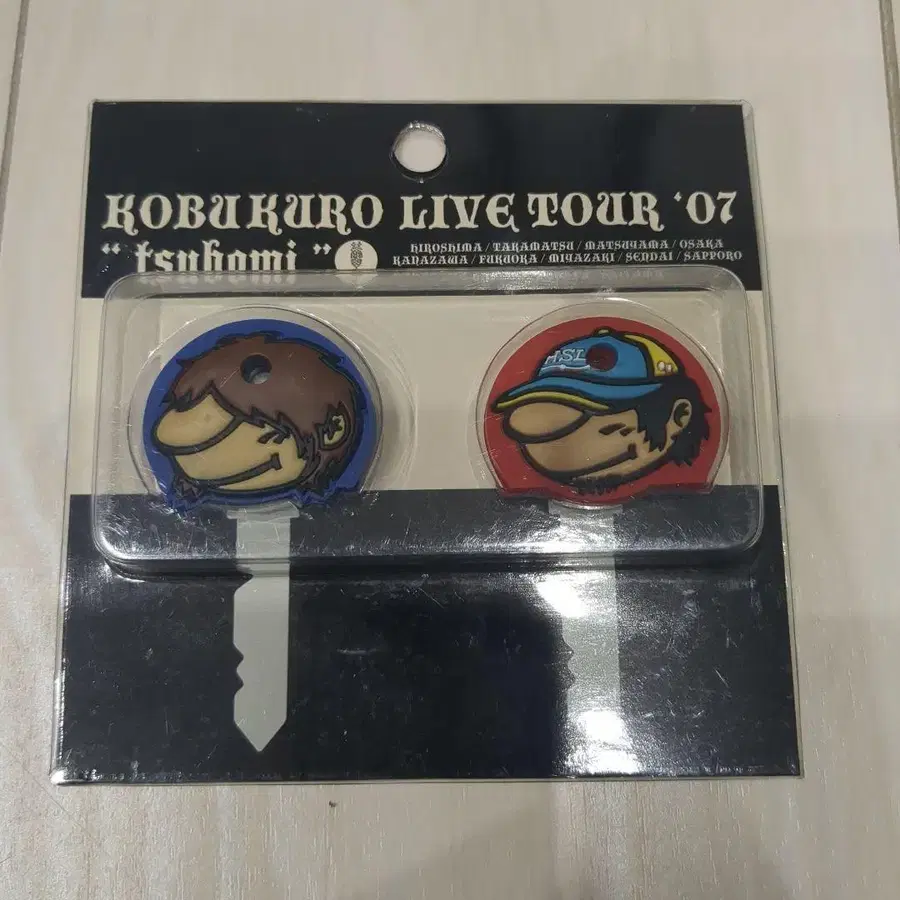 KOBUKURO LIVE TOUR '07
“ tsubomi ”
HIROSHIMA / TAKAMATSU / MATSUYAMA / OSAKA
KANAZAWA / FUKUOKA / MIYAZAKI / SENDAI / SAPPORO